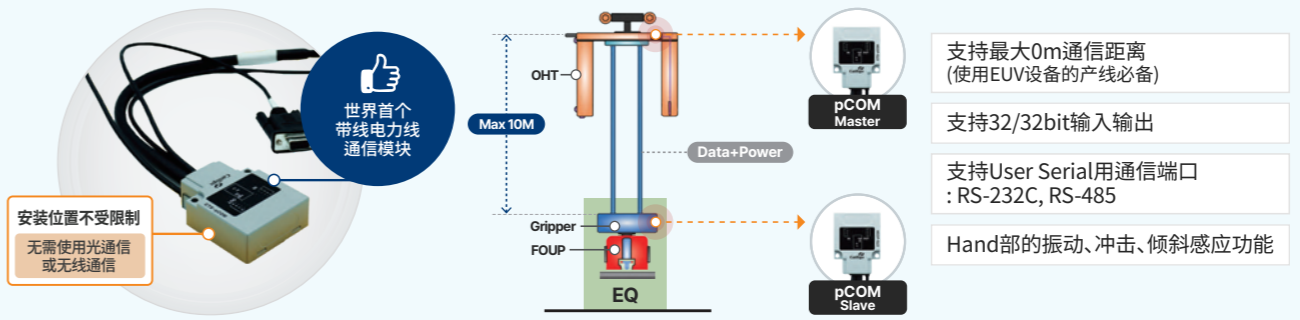 世界首个
带线电力线
通信模块
安装位置不受限制
无需使用光通信
或无线通信
OHT
Max 10M
Data+Power
Gripper
FOUP
EQ
pCOM
Master
pCOM
Slave
支持最大0m通信距离
(使用EUV设备的产线必备)
支持32/32bit输入输出
支持User Serial用通信端口
: RS-232C, RS-485
Hand部的振动、冲击、倾斜感应功能